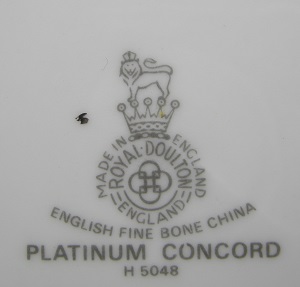 MADE IN ENGLAND
ROYAL·DOULTON
ENGLAND
ENGLISH FINE BONE CHINA
PLATINUM CONCORD
H 5048